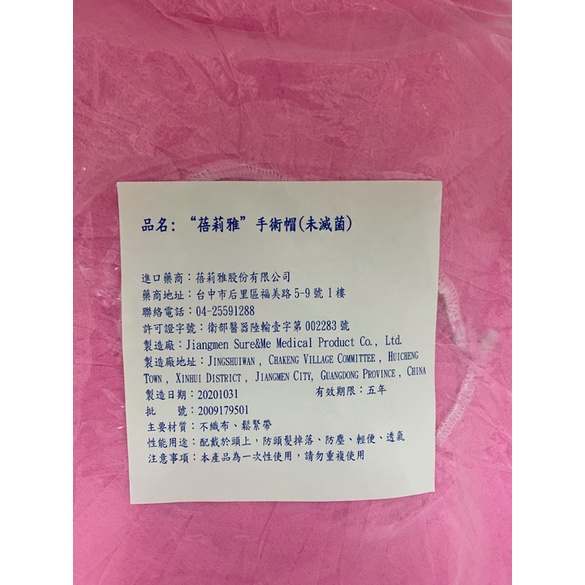 品名：“蓓莉雅”手術帽(未滅菌)
進口藥商：蓓莉雅股份有限公司
藥商地址：台中市后里區福美路5-9號1樓
聯絡電話：04-25591288
許可證字號：衛部醫器陸輸壹字第002283號
製造廠：Jiangmen Sure&Me Medical Product Co., Ltd.
製造廠地址：JINGSHUIWAN, CHAKENG VILLAGE COMMITTEE, HUICHENG
TOWN, XINHUI DISTRICT, JIANGMEN CITY, GUANGDONG PROVINCE, CHINA
製造日期：20201031 有效期限：五年
批　號：2009179501
主要材質：不織布、鬆緊帶
性能用途：配戴於頭上，防頭髮掉落、防塵、輕便、透氣
注意事項：本產品為一次性使用，請勿重複使用